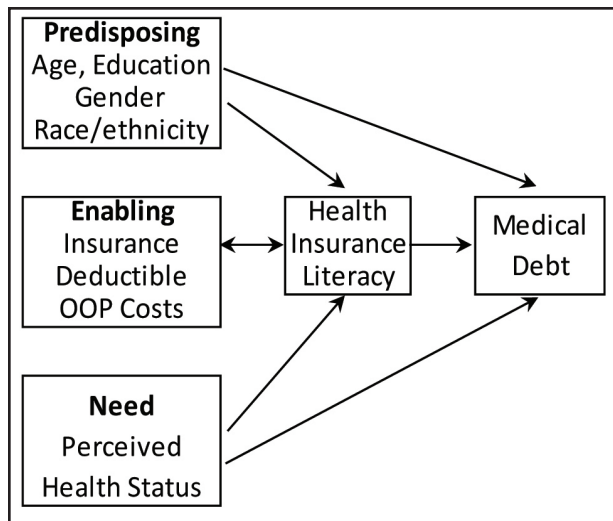 Predisposing
Age, Education
Gender
Race/ethnicity
Enabling
Insurance
Deductible
OOP Costs
Health
Insurance
Literacy
Medical
Debt
Need
Perceived
Health Status